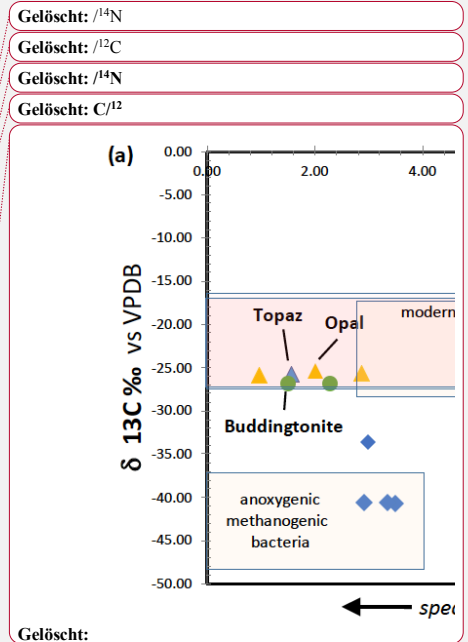 Gelöscht: /¹⁴N
Gelöscht: /¹²C
Gelöscht: /¹⁴N
Gelöscht: C/¹²
(a)
0.00
0.00 2.00 4.00
-5.00
-10.00
-15.00
-20.00
-25.00
-30.00
-35.00
-40.00
-45.00
-50.00
δ 13C ‰ vs VPDB
modern
Topaz
Opal
Buddingtonite
anoxygenic
methanogenic
bacteria
Gelöscht: